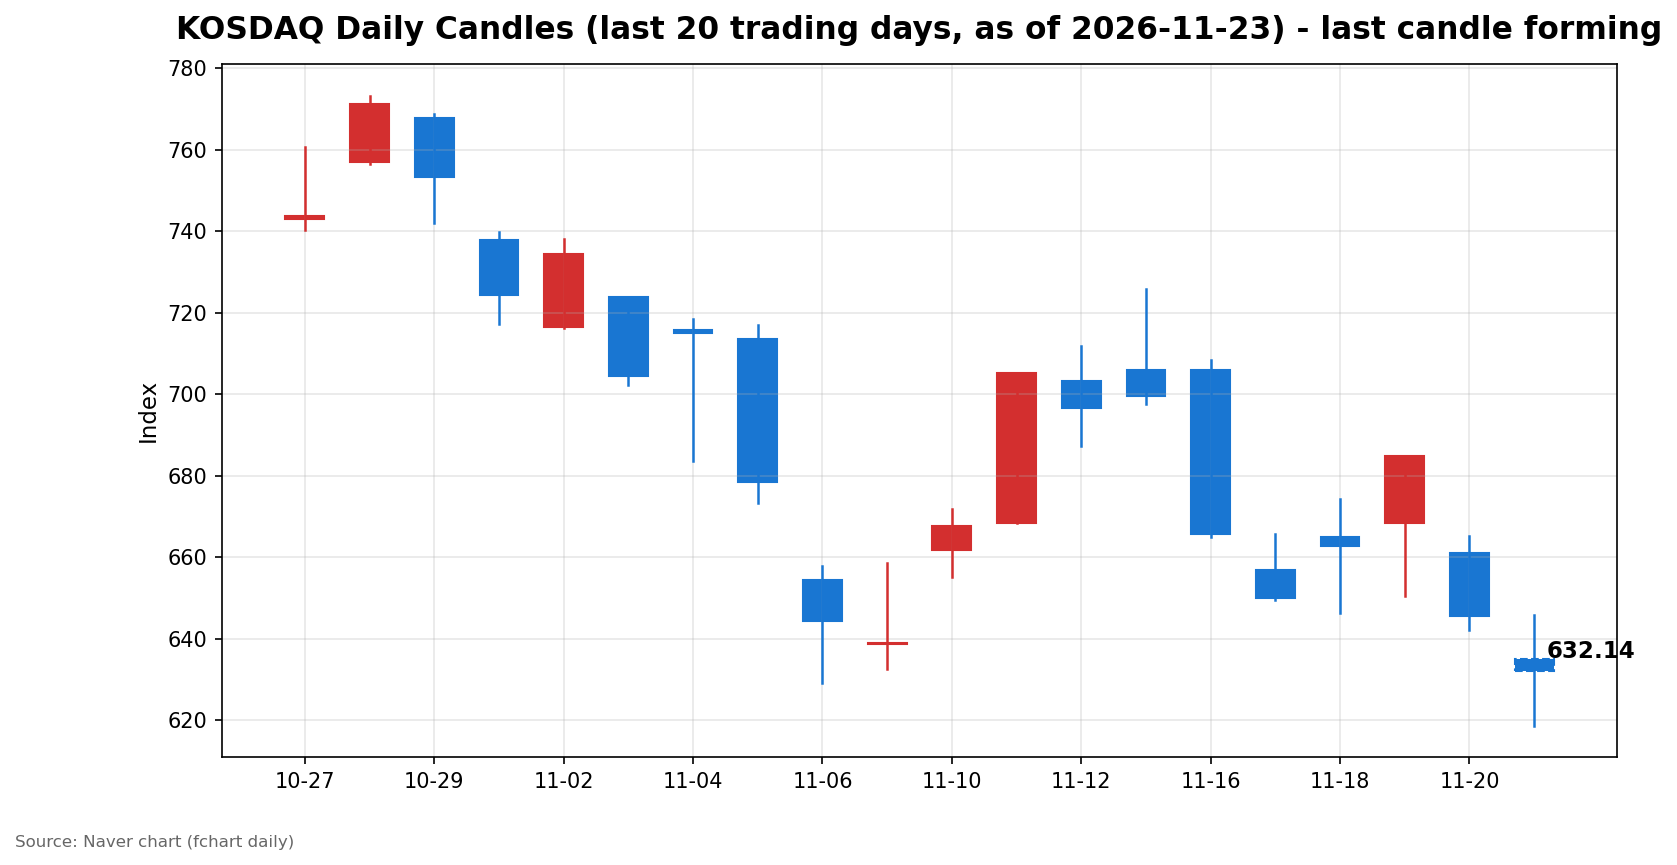 KOSDAQ Daily Candles (last 20 trading days, as of 2026-11-23) - last candle forming
780
760
740
720
700
680
660
640
620
Index
632.14
10-27 10-29 11-02 11-04 11-06 11-10 11-12 11-16 11-18 11-20
Source: Naver chart (fchart daily)